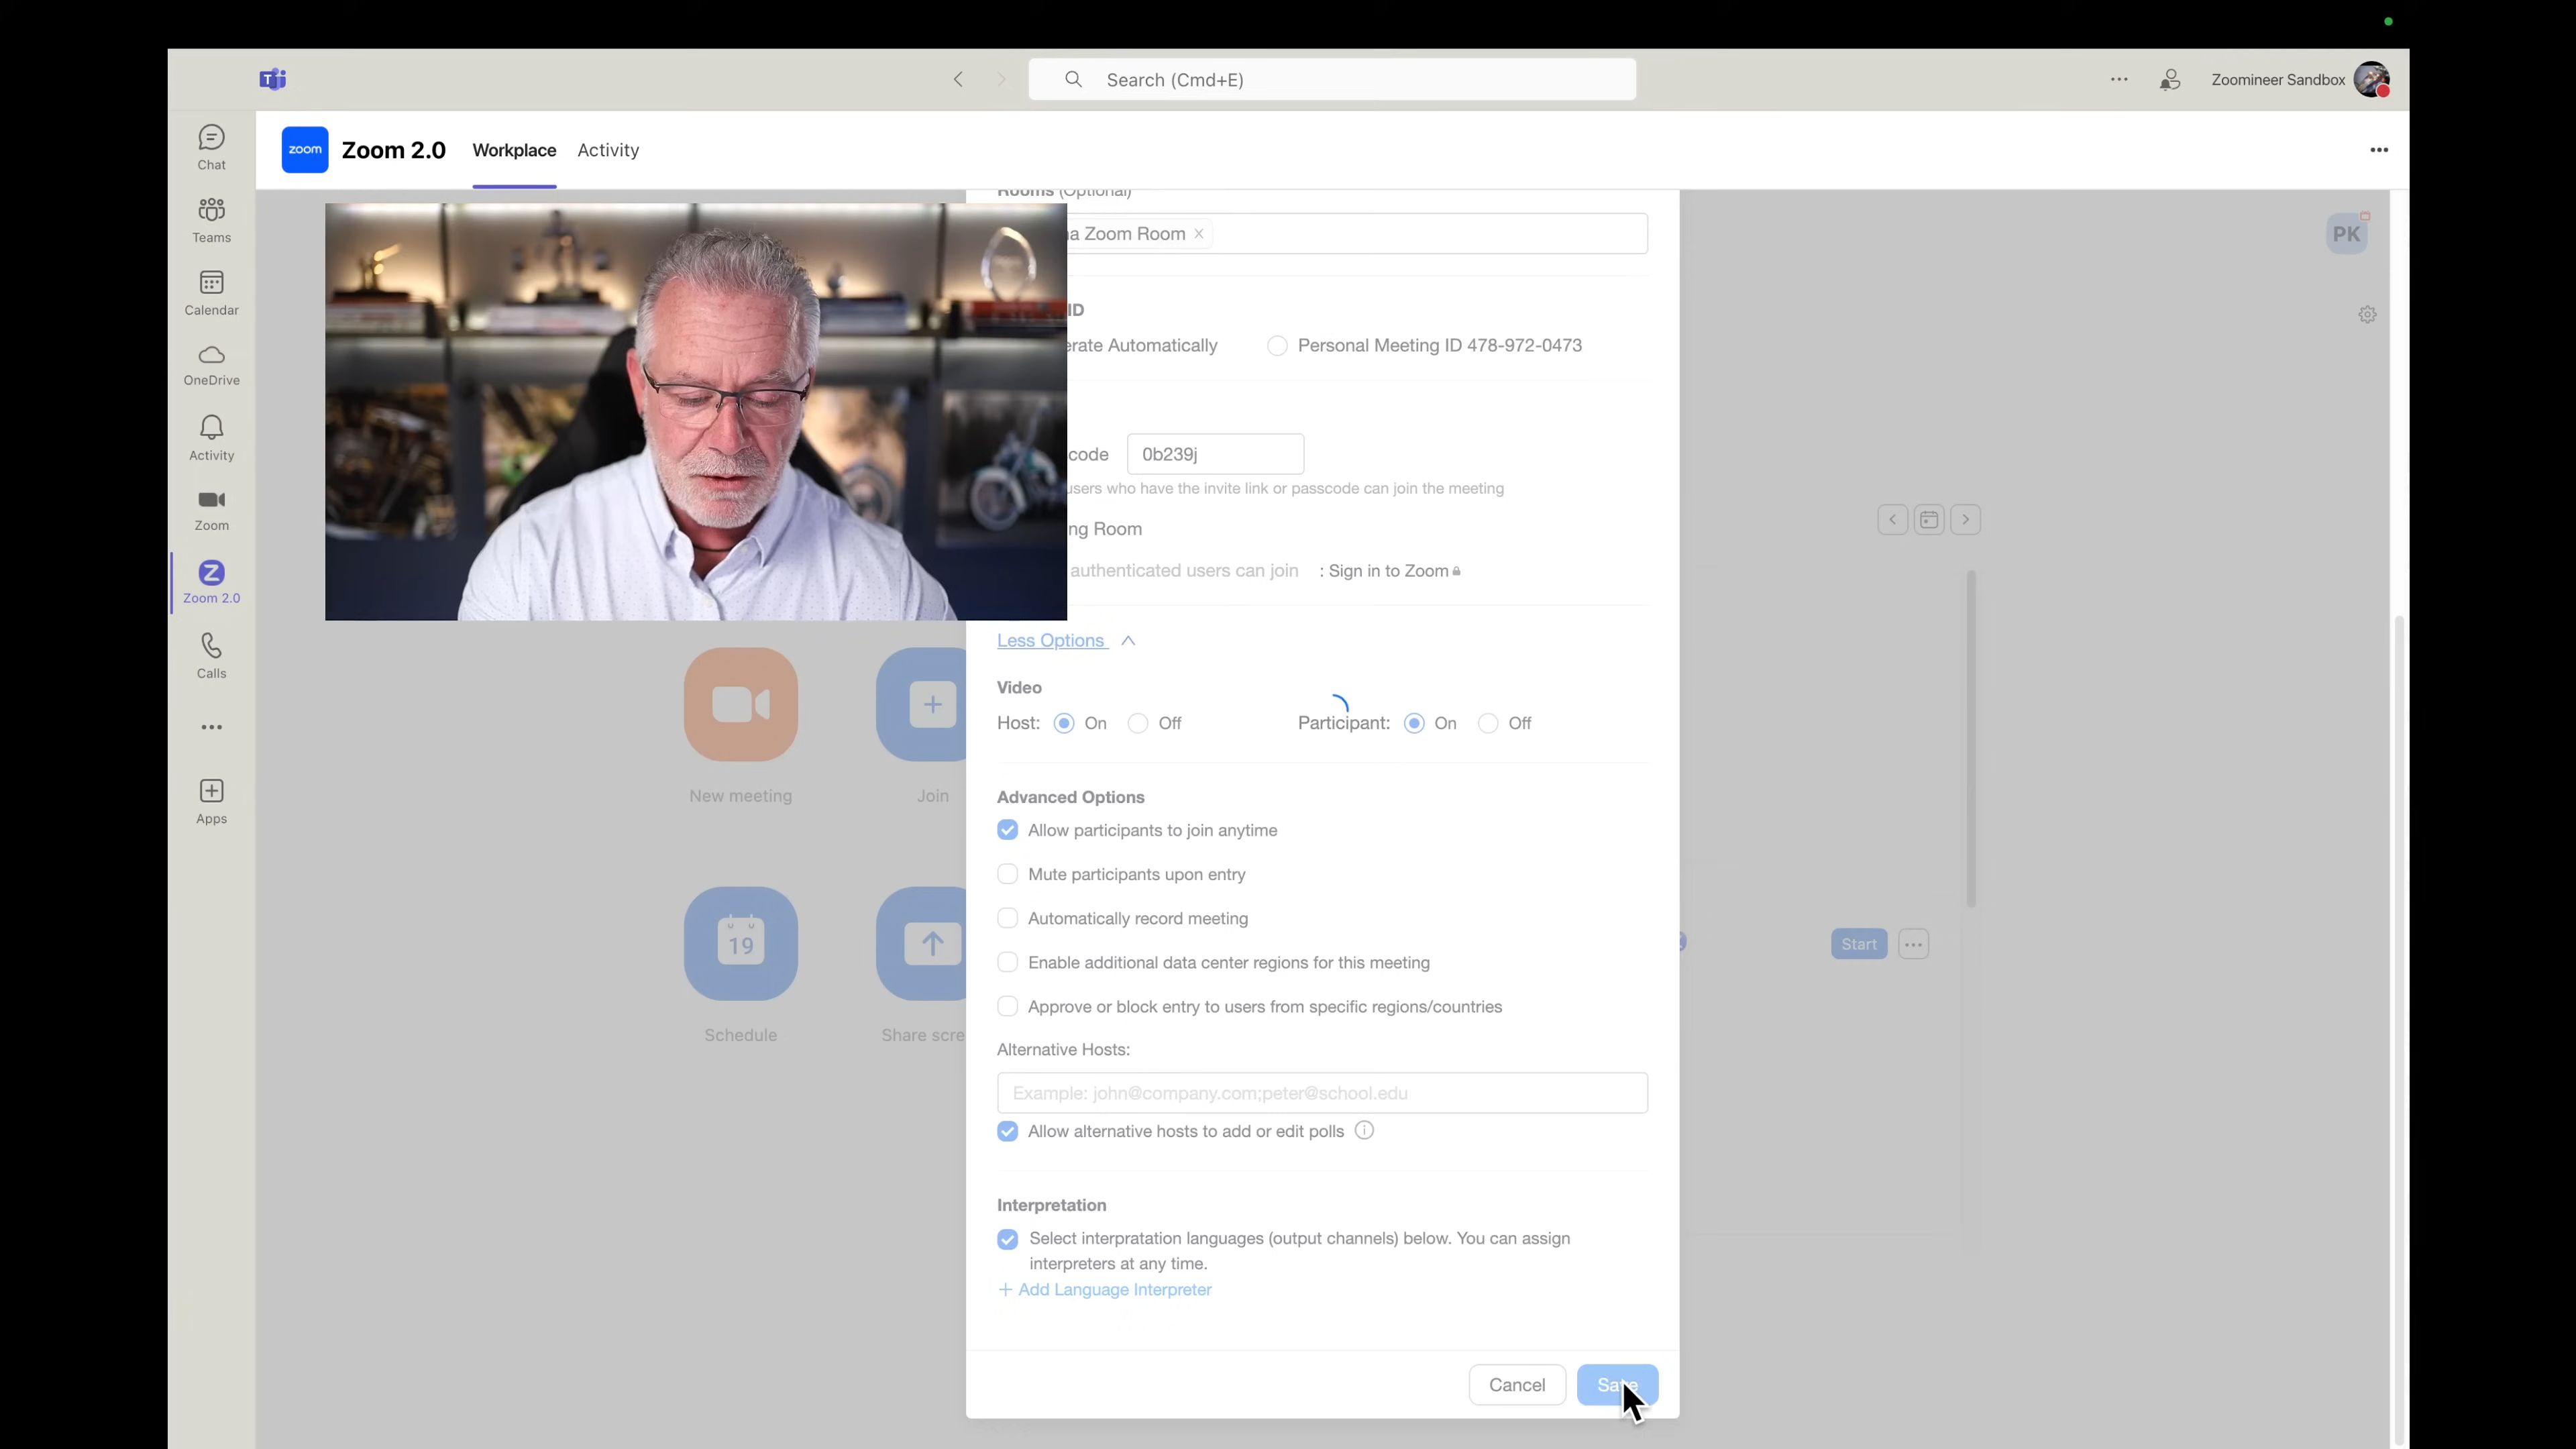 Search (Cmd+E)
Zoomineer Sandbox
zoom
Zoom 2.0
Workplace
Activity
Chat
Teams
Calendar
OneDrive
Activity
Zoom
Zoom 2.0
Calls
Apps
Rooms (Optional)
Zoom Room
PK
ID
Automatically
Personal Meeting ID 478-972-0473
code
0b239j
users who have the invite link or passcode can join the meeting
Room
authenticated users can join : Sign in to Zoom
Less Options
Video
Host: On Off
Participant: On Off
New meeting
Join
Advanced Options
Allow participants to join anytime
Mute participants upon entry
Automatically record meeting
Enable additional data center regions for this meeting
Approve or block entry to users from specific regions/countries
19
Schedule
Share scre
Start
Alternative Hosts:
Example: john@company.com;peter@school.edu
Allow alternative hosts to add or edit polls
Interpretation
Select interpratation languages (output channels) below. You can assign
interpreters at any time.
+ Add Language Interpreter
Cancel
Save